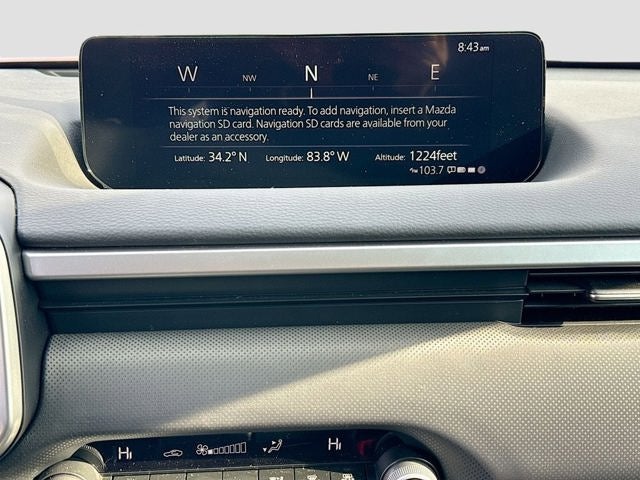 8:43am
W NW N NE E
This system is navigation ready. To add navigation, insert a Mazda
navigation SD card. Navigation SD cards are available from your
dealer as an accessory.
Latitude: 34.2° N Longitude: 83.8° W Altitude: 1224feet
FM 103.7
HI HI